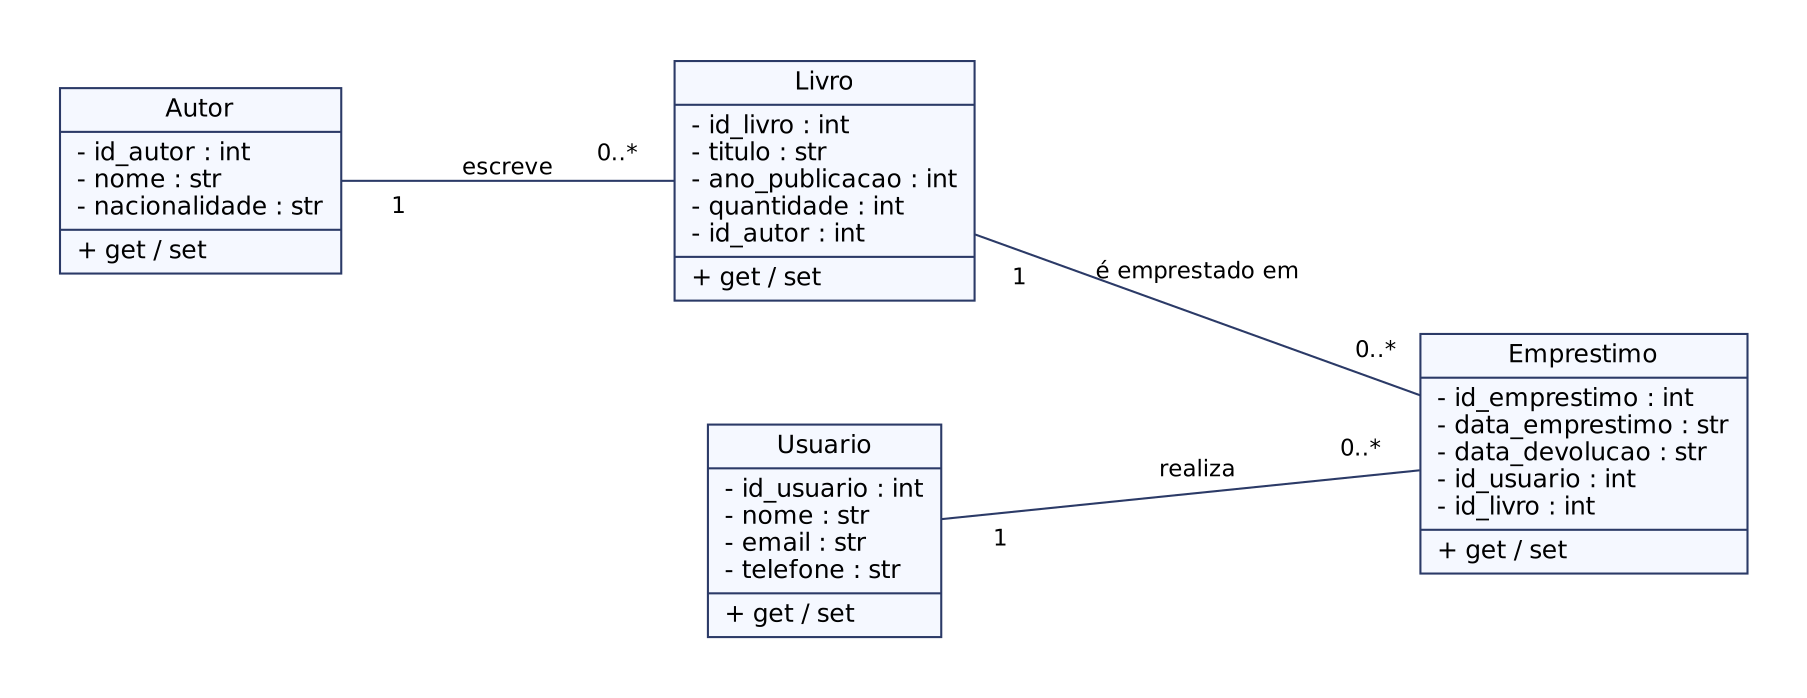 Autor
- id_autor : int
- nome : str
- nacionalidade : str
+ get / set
escreve
1
0..*
Livro
- id_livro : int
- titulo : str
- ano_publicacao : int
- quantidade : int
- id_autor : int
+ get / set
1
é emprestado em
0..*
Usuario
- id_usuario : int
- nome : str
- email : str
- telefone : str
+ get / set
1
realiza
0..*
Emprestimo
- id_emprestimo : int
- data_emprestimo : str
- data_devolucao : str
- id_usuario : int
- id_livro : int
+ get / set